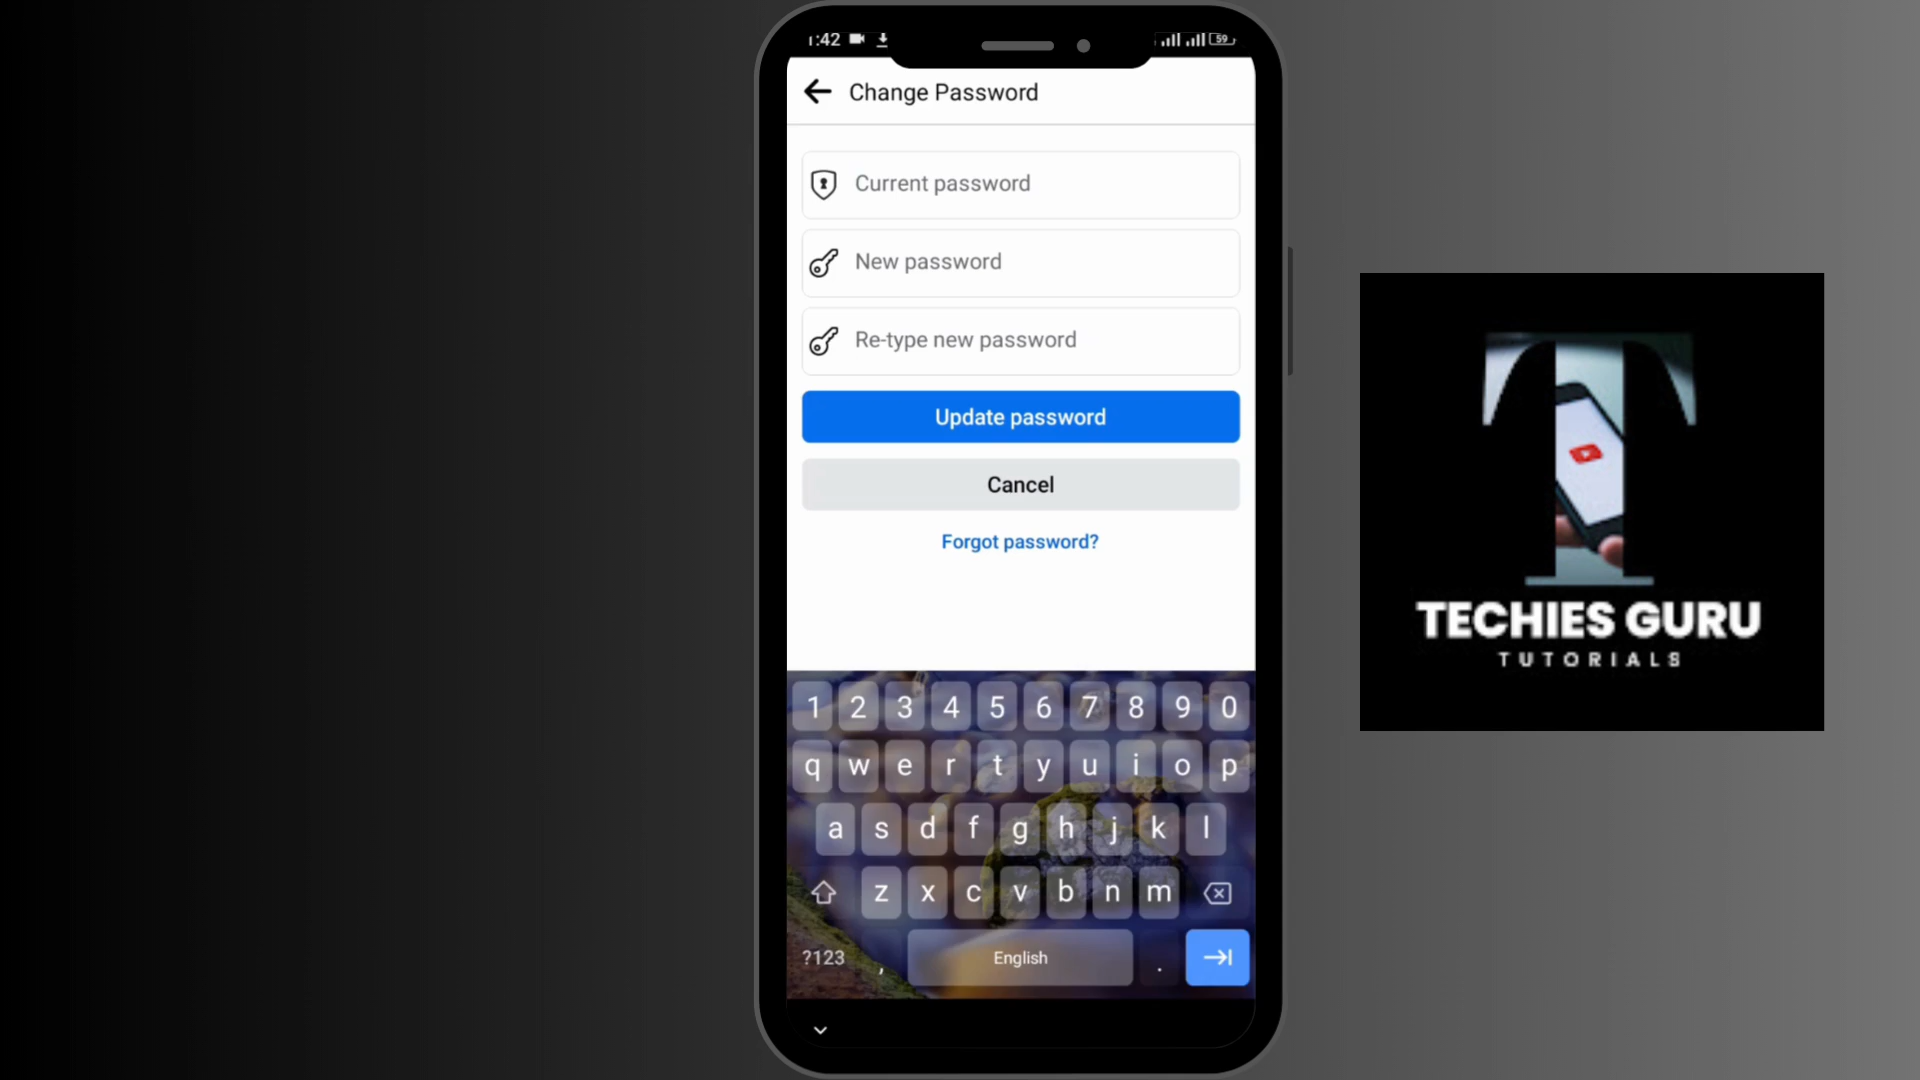 :42
59
Change Password
Current password
New password
Re-type new password
Update password
Cancel
Forgot password?
1 2 3 4 5 6 7 8 9 0
q w e r t y u i o p
a s d f g h j k l
z x c v b n m
?123 , English .
TECHIES GURU
TUTORIALS